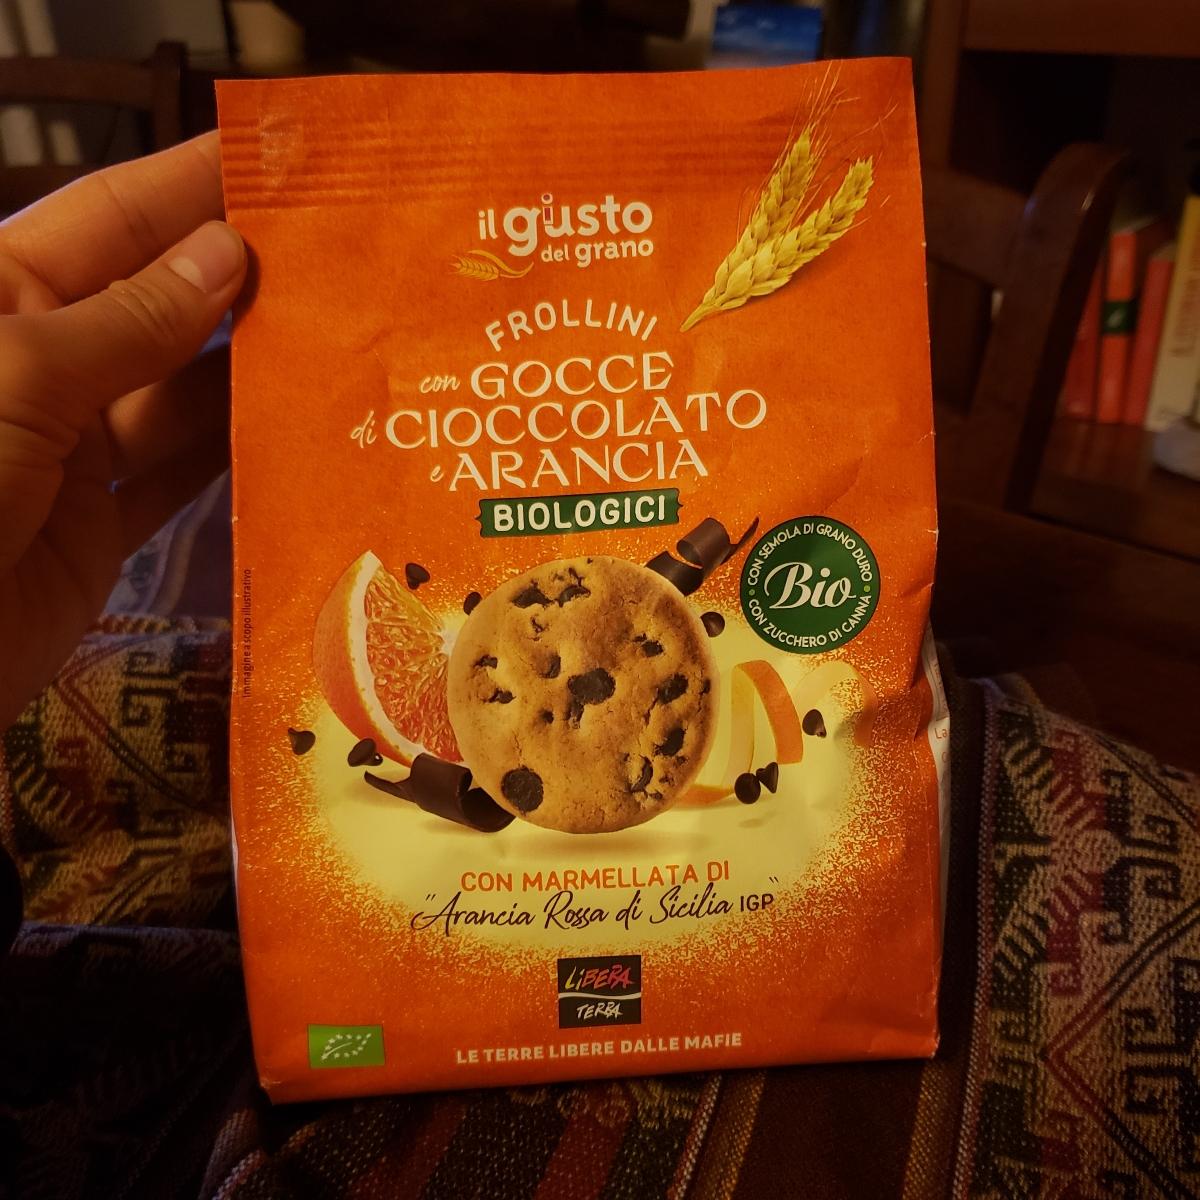 il giusto
del grano
FROLLINI
con GOCCE
di CIOCCOLATO
e ARANCIA
BIOLOGICI
CON SEMOLA DI GRANO DURO
Bio
CON ZUCCHERO DI CANNA
Immagine a scopo illustrativo
CON MARMELLATA DI
"Arancia Rossa di Sicilia IGP"
LiBERA
TERRA
LE TERRE LIBERE DALLE MAFIE
La